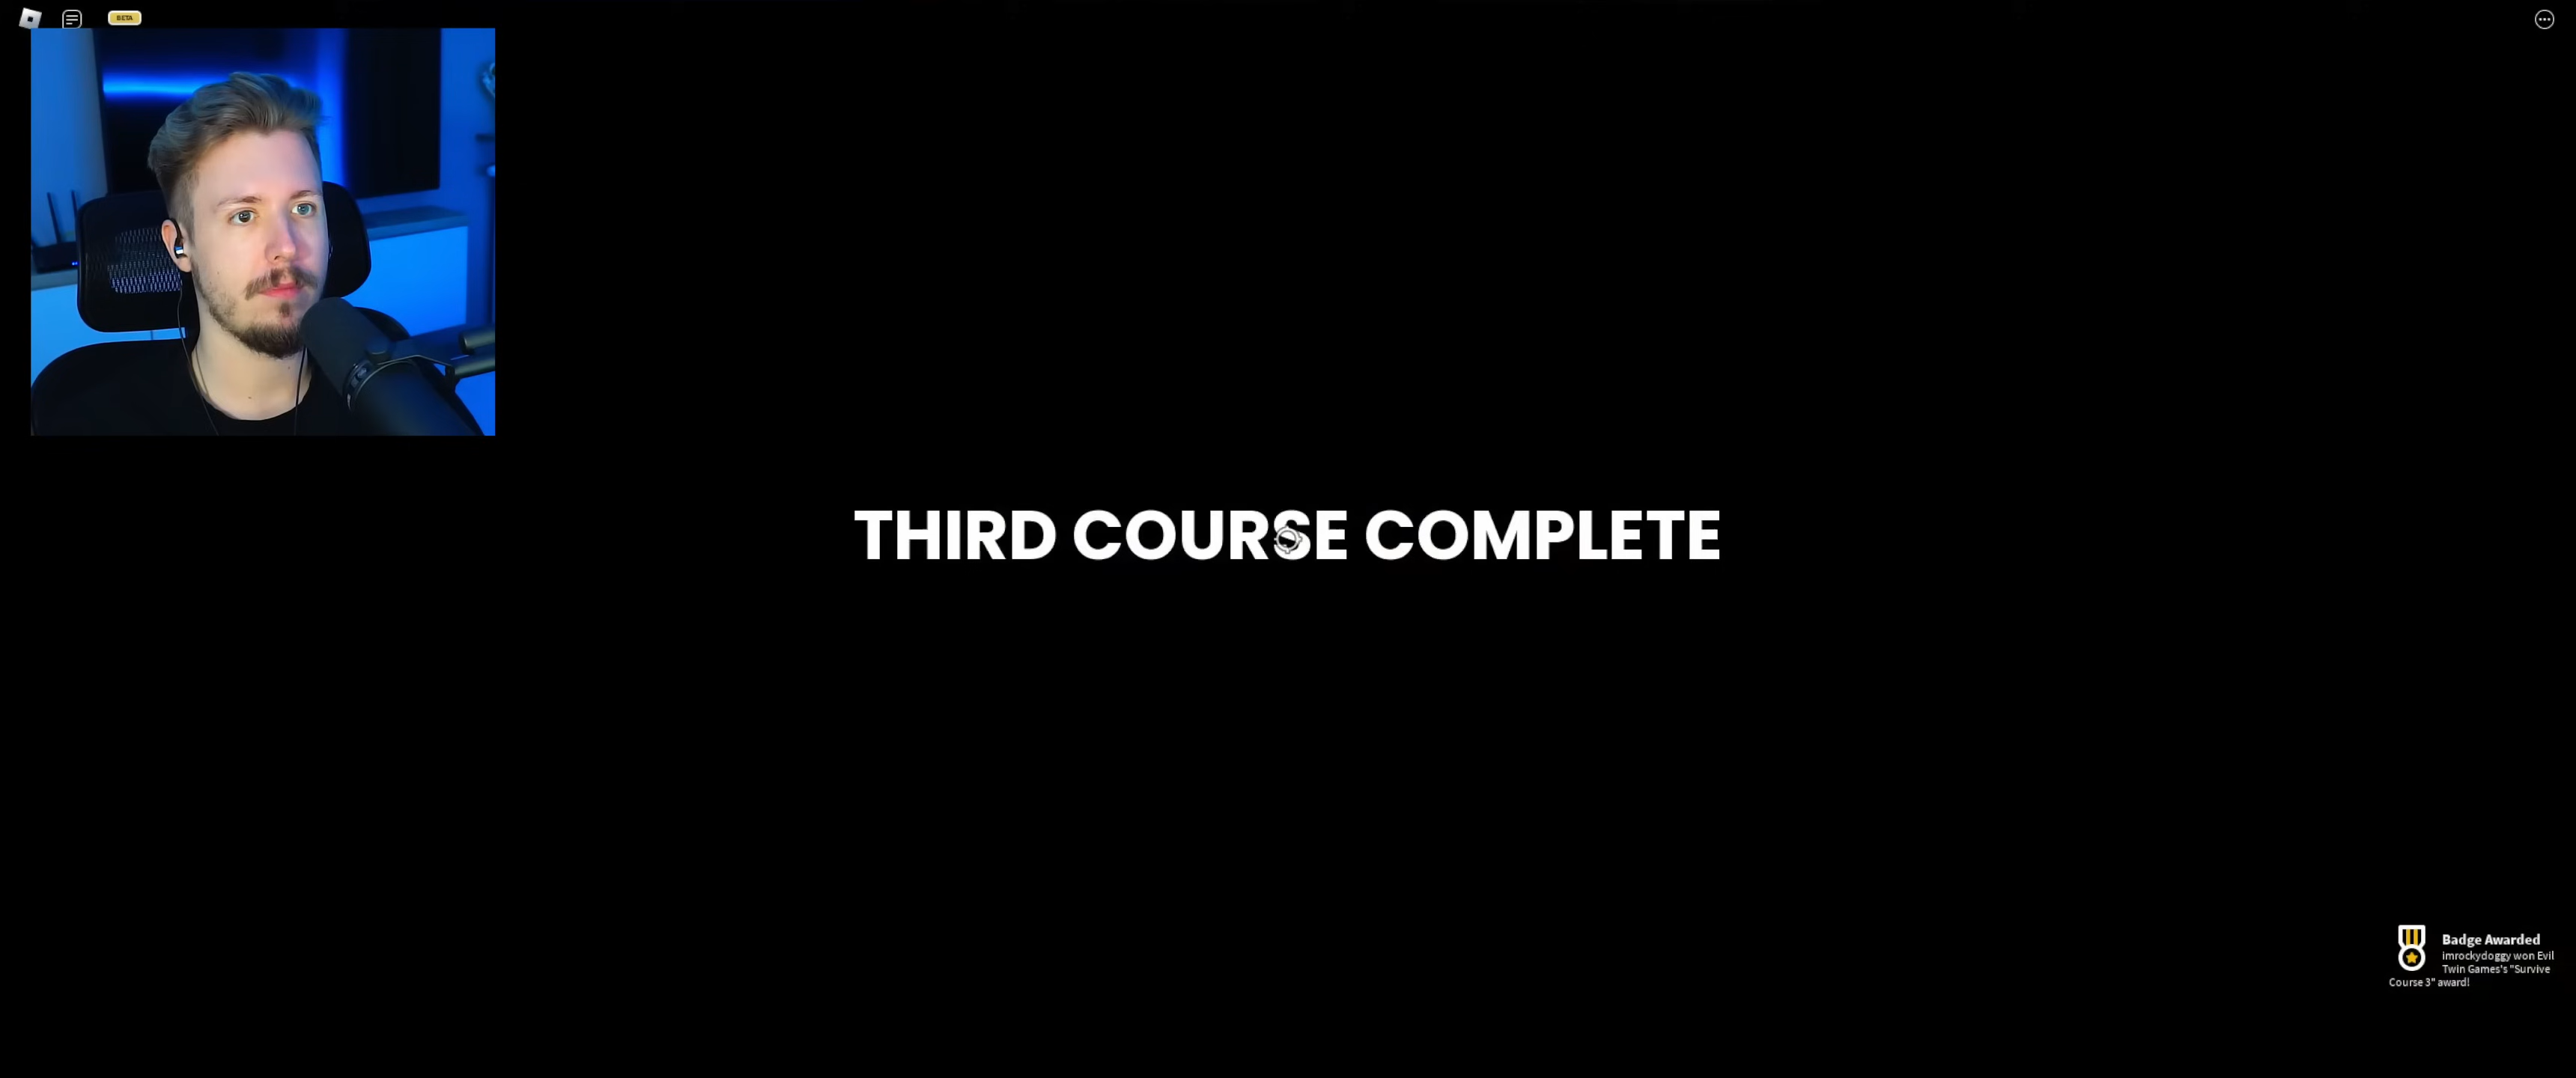 BETA
THIRD COURSE COMPLETE
Badge Awarded
imrockydoggy won Evil
Twin Games's "Survive
Course 3" award!